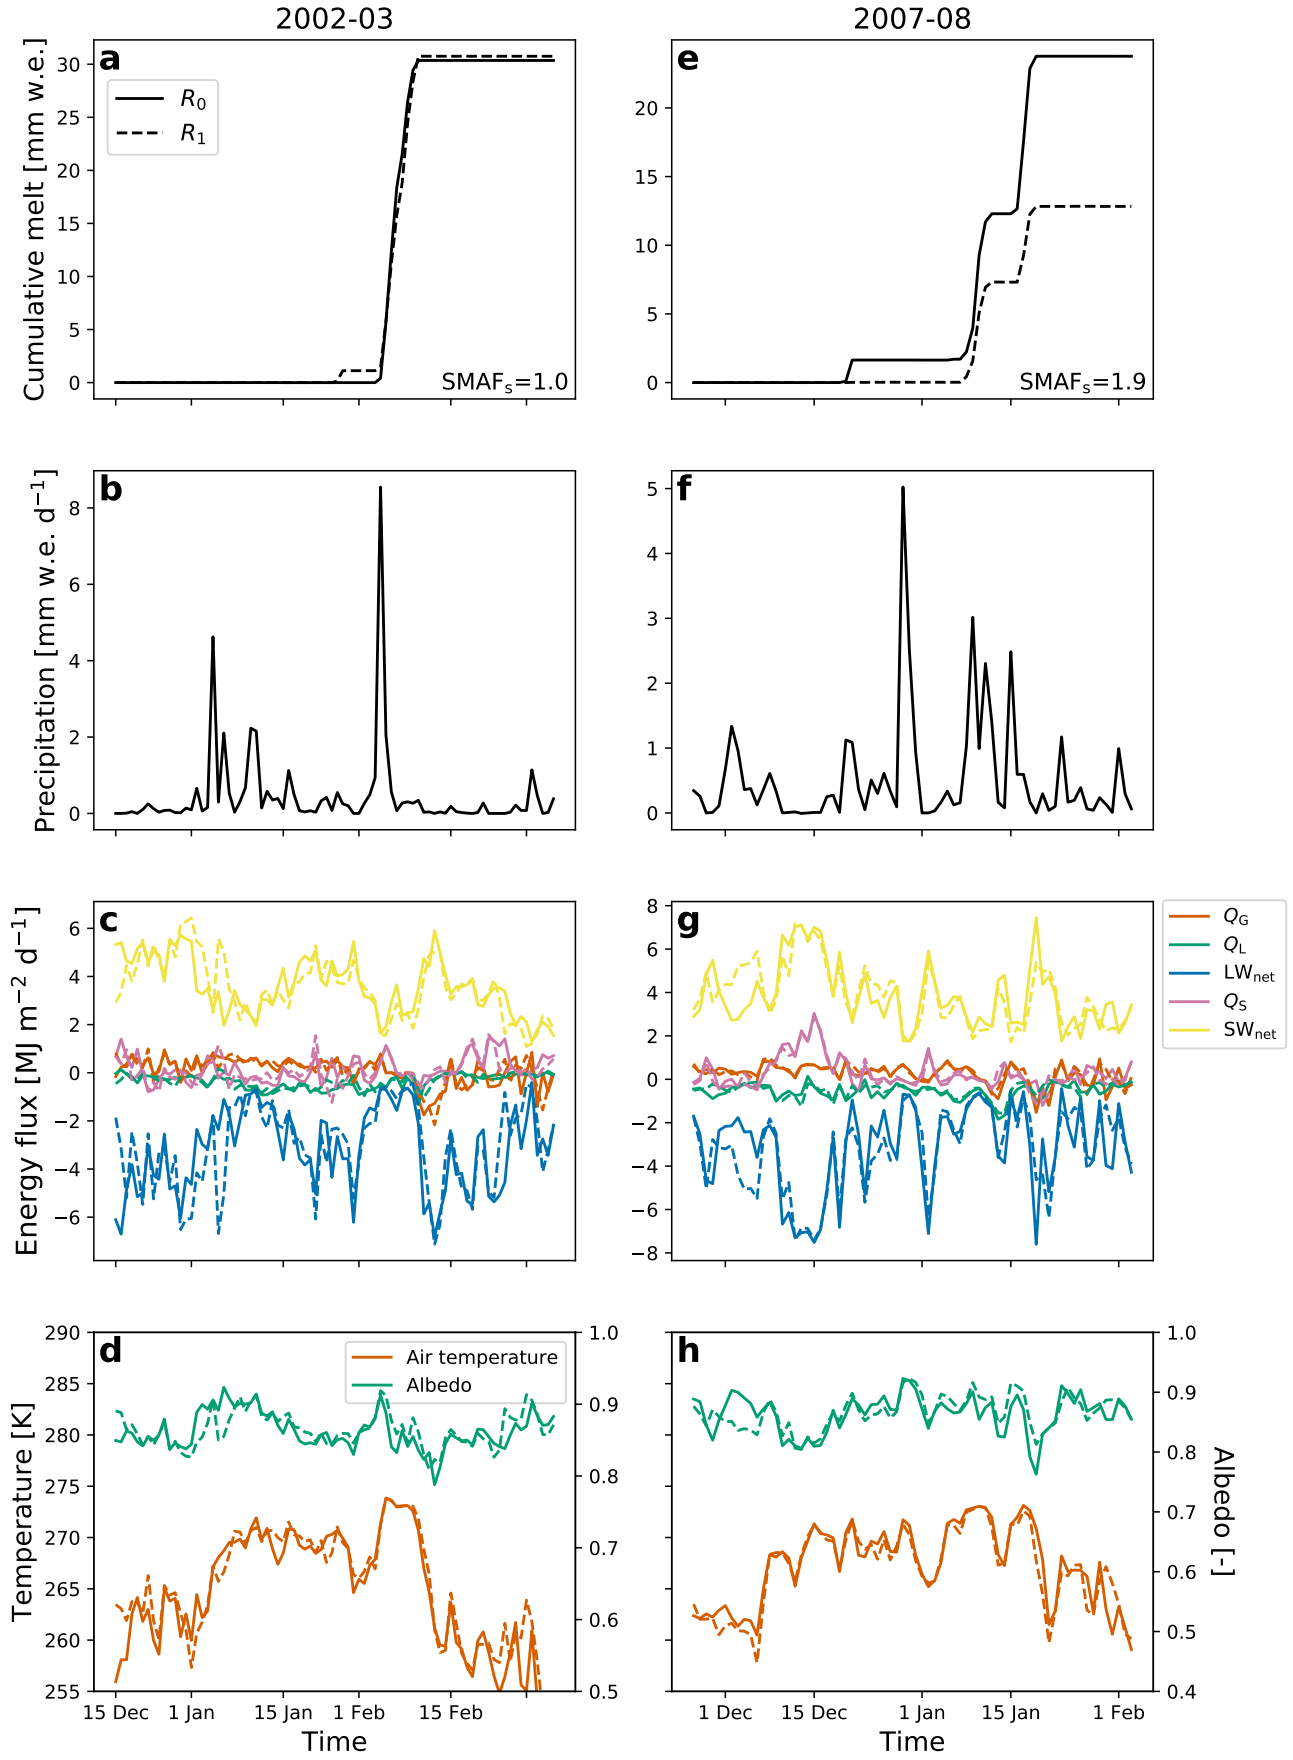 2002-03
2007-08
a
R0
R1
SMAFs=1.0
Cumulative melt [mm w.e.]
30
25
20
15
10
5
0
e
SMAFs=1.9
20
15
10
5
0
b
Precipitation [mm w.e. d−1]
8
6
4
2
0
f
5
4
3
2
1
0
c
Energy flux [MJ m−2 d−1]
6
4
2
0
−2
−4
−6
g
8
6
4
2
0
−2
−4
−6
−8
QG
QL
LWnet
QS
SWnet
d
Air temperature
Albedo
Temperature [K]
290
285
280
275
270
265
260
255
1.0
0.9
0.8
0.7
0.6
0.5
15 Dec 1 Jan 15 Jan 1 Feb 15 Feb
Time
h
1.0
0.9
0.8
0.7
0.6
0.5
0.4
Albedo [-]
1 Dec 15 Dec 1 Jan 15 Jan 1 Feb
Time